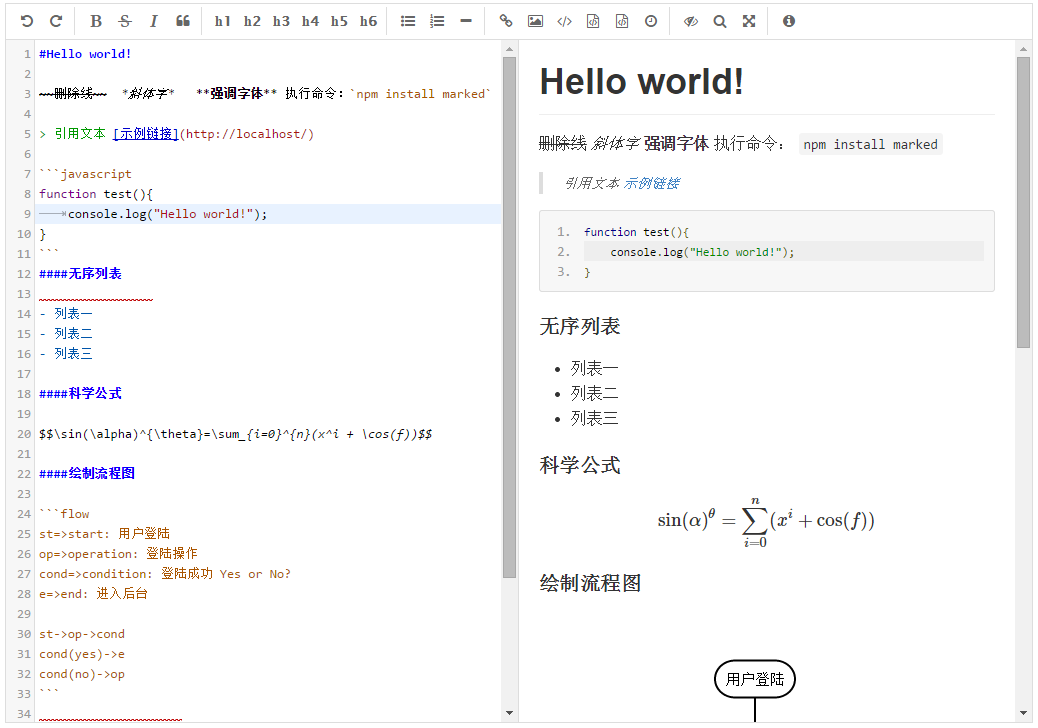 h1 h2 h3 h4 h5 h6
1 #Hello world!
2
3 ~~删除线~~ *斜体字* **强调字体** 执行命令：`npm install marked`
4
5 > 引用文本 [示例链接](http://localhost/)
6
7 ```javascript
8 function test(){
9 console.log("Hello world!");
10 }
11 ```
12 ####无序列表
13
14 - 列表一
15 - 列表二
16 - 列表三
17
18 ####科学公式
19
20 $$\sin(\alpha)^{\theta}=\sum_{i=0}^{n}(x^i + \cos(f))$$
21
22 ####绘制流程图
23
24 ```flow
25 st=>start: 用户登陆
26 op=>operation: 登陆操作
27 cond=>condition: 登陆成功 Yes or No?
28 e=>end: 进入后台
29
30 st->op->cond
31 cond(yes)->e
32 cond(no)->op
33 ```
34
Hello world!
删除线 斜体字 强调字体 执行命令： npm install marked
引用文本 示例链接
1. function test(){
2. console.log("Hello world!");
3. }
无序列表
• 列表一
• 列表二
• 列表三
科学公式
sin(α)^θ = ∑_{i=0}^{n}(x^i + cos(f))
绘制流程图
用户登陆